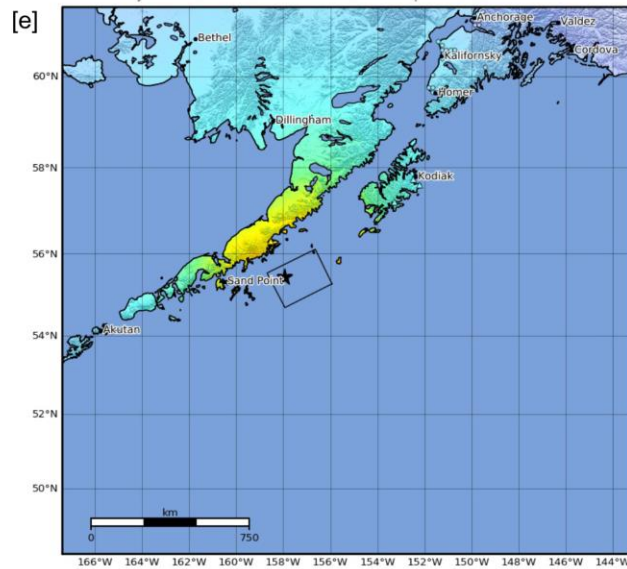 [e]
Anchorage
Valdez
Bethel
Cordova
Kalifornsky
60°N
Homer
Dillingham
58°N
Kodiak
56°N
Sand Point
54°N
Akutan
52°N
50°N
km
0 750
166°W 164°W 162°W 160°W 158°W 156°W 154°W 152°W 150°W 148°W 146°W 144°W